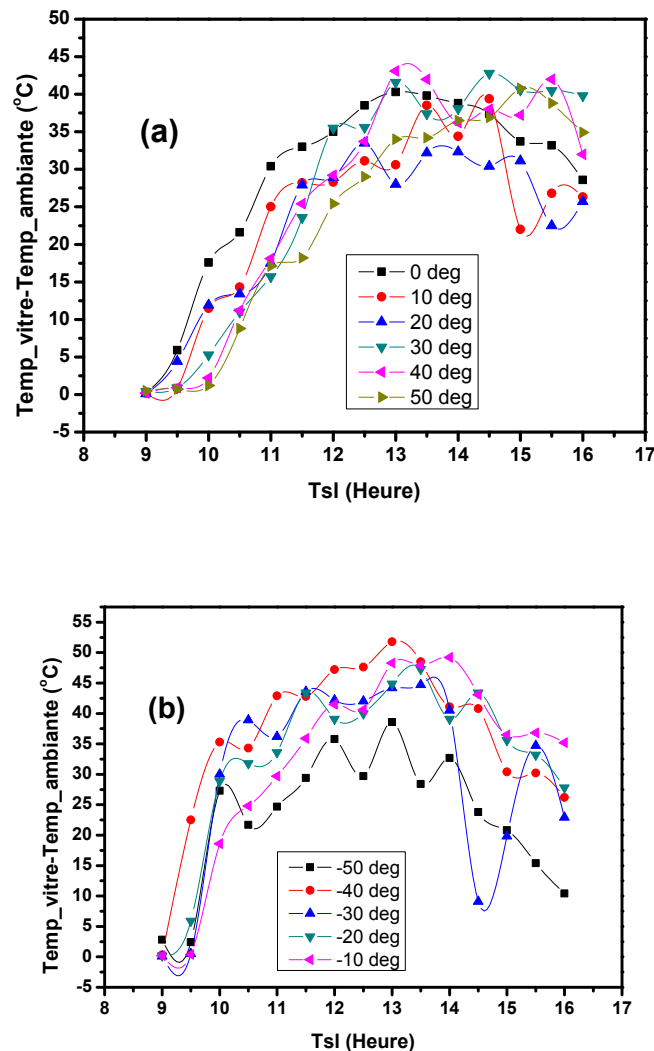 50
45
40
35
30
25
20
15
10
5
0
-5
Temp_vitre-Temp_ambiante (°C)
(a)
0 deg
10 deg
20 deg
30 deg
40 deg
50 deg
8 9 10 11 12 13 14 15 16
Tsl (Heure)
55
50
45
40
35
30
25
20
15
10
5
0
-5
Temp_vitre-Temp_ambiante (°C)
(b)
-50 deg
-40 deg
-30 deg
-20 deg
-10 deg
8 9 10 11 12 13 14 15 16 17
Tsl (Heure)